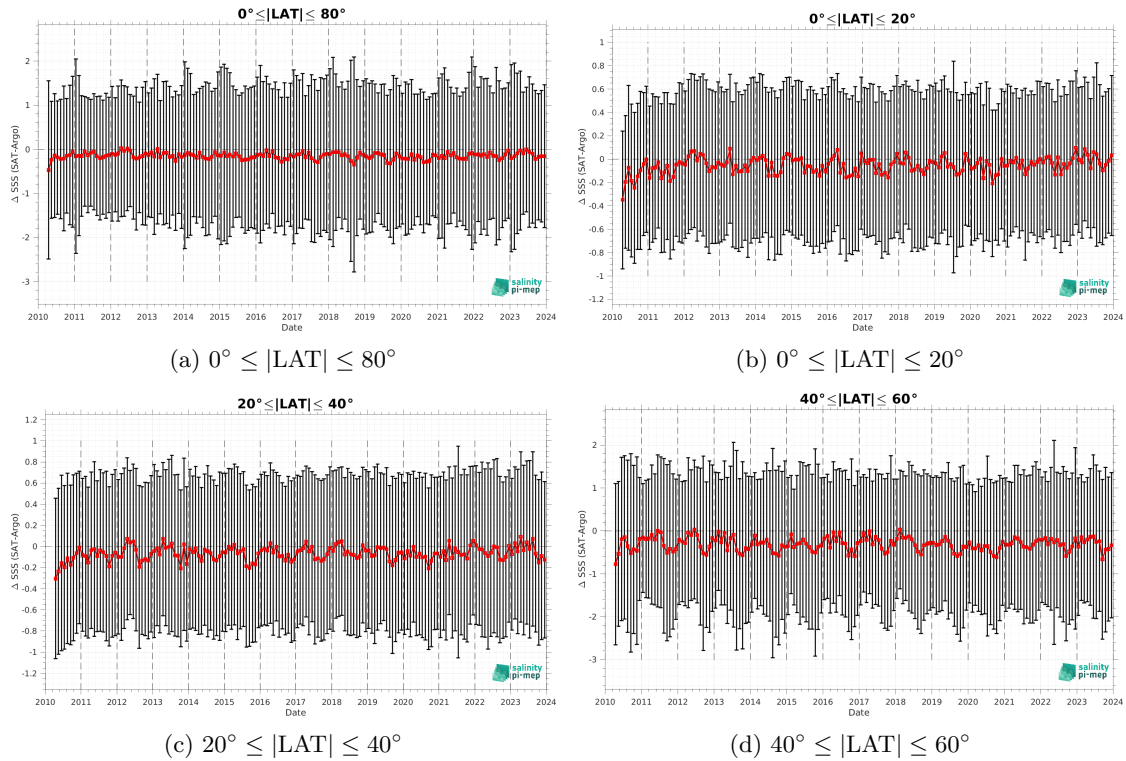 0°≤|LAT|≤ 80°
Δ SSS (SAT-Argo)
2
1
0
-1
-2
-3
2010 2011 2012 2013 2014 2015 2016 2017 2018 2019 2020 2021 2022 2023 2024
Date
salinity
pi-mep
(a) 0° ≤ |LAT| ≤ 80°
0°≤|LAT|≤ 20°
Δ SSS (SAT-Argo)
1
0.8
0.6
0.4
0.2
0
-0.2
-0.4
-0.6
-0.8
-1
-1.2
2010 2011 2012 2013 2014 2015 2016 2017 2018 2019 2020 2021 2022 2023 2024
Date
salinity
pi-mep
(b) 0° ≤ |LAT| ≤ 20°
20°≤|LAT|≤ 40°
Δ SSS (SAT-Argo)
1.2
1
0.8
0.6
0.4
0.2
0
-0.2
-0.4
-0.6
-0.8
-1
-1.2
2010 2011 2012 2013 2014 2015 2016 2017 2018 2019 2020 2021 2022 2023 2024
Date
salinity
pi-mep
(c) 20° ≤ |LAT| ≤ 40°
40°≤|LAT|≤ 60°
Δ SSS (SAT-Argo)
2
1
0
-1
-2
-3
2010 2011 2012 2013 2014 2015 2016 2017 2018 2019 2020 2021 2022 2023 2024
Date
salinity
pi-mep
(d) 40° ≤ |LAT| ≤ 60°